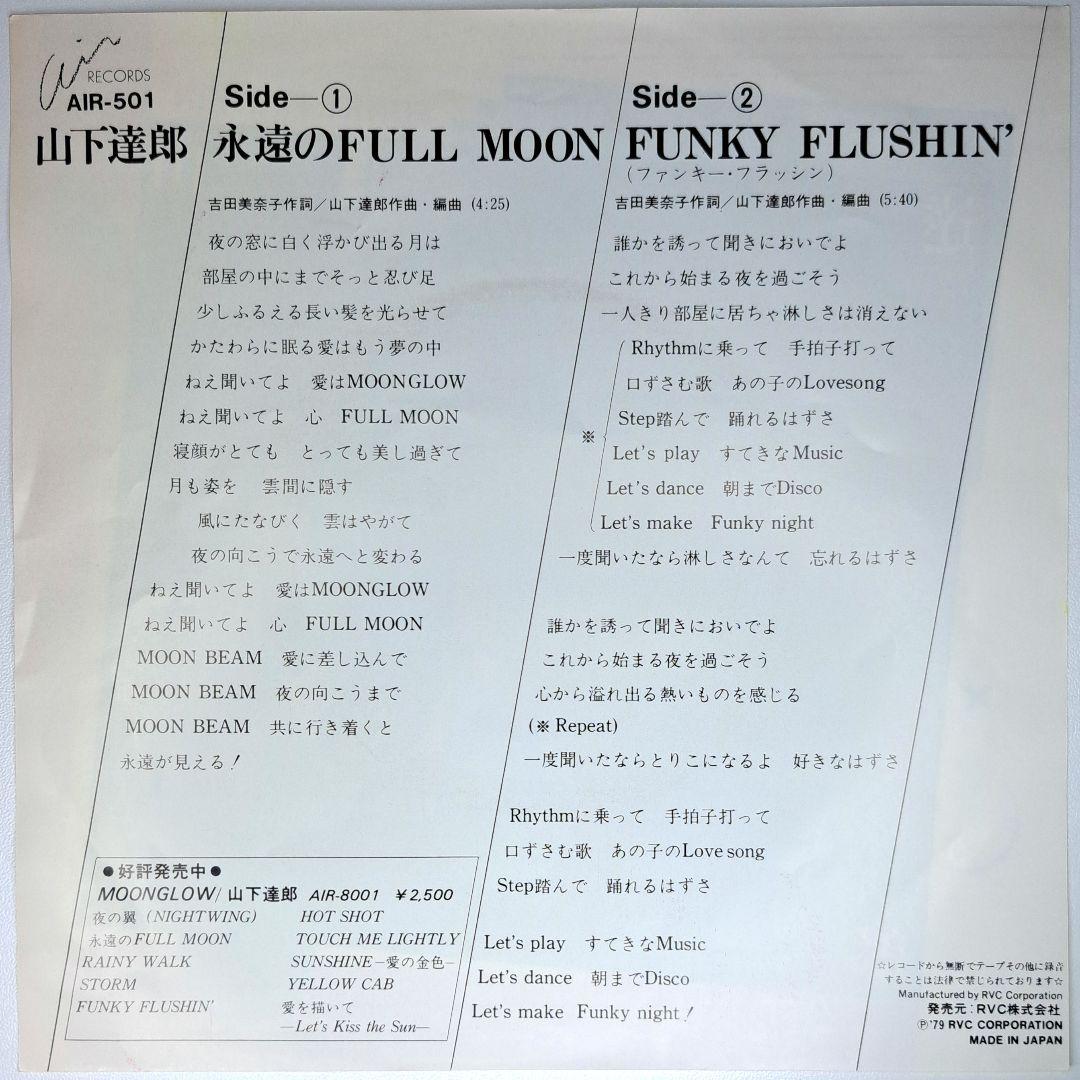 Air
RECORDS
AIR-501
山下達郎
Side—①
永遠のFULL MOON
吉田美奈子作詞／山下達郎作曲・編曲 (4:25)
夜の窓に白く浮かび出る月は
部屋の中にまでそっと忍び足
少しふるえる長い髪を光らせて
かたわらに眠る愛はもう夢の中
ねえ聞いてよ　愛はMOONGLOW
ねえ聞いてよ　心　FULL MOON
寝顔がとても　とっても美し過ぎて
月も姿を　雲間に隠す
風にたなびく　雲はやがて
夜の向こうで永遠へと変わる
ねえ聞いてよ　愛はMOONGLOW
ねえ聞いてよ　心　FULL MOON
MOON BEAM　愛に差し込んで
MOON BEAM　夜の向こうまで
MOON BEAM　共に行き着くと
永遠が見える！
Side—②
FUNKY FLUSHIN'
(ファンキー・フラッシン)
吉田美奈子作詞／山下達郎作曲・編曲 (5:40)
誰かを誘って聞きにおいでよ
これから始まる夜を過ごそう
一人きり部屋に居ちゃ淋しさは消えない
※
Rhythmに乗って　手拍子打って
口ずさむ歌　あの子のLovesong
Step踏んで　踊れるはずさ
Let's play　すてきなMusic
Let's dance　朝までDisco
Let's make　Funky night
一度聞いたなら淋しさなんて　忘れるはずさ
誰かを誘って聞きにおいでよ
これから始まる夜を過ごそう
心から溢れ出る熱いものを感じる
(※ Repeat)
一度聞いたならとりこになるよ　好きなはずさ
Rhythmに乗って　手拍子打って
口ずさむ歌　あの子のLove song
Step踏んで　踊れるはずさ
Let's play　すてきなMusic
Let's dance　朝までDisco
Let's make　Funky night！
●好評発売中●
MOONGLOW/山下達郎 AIR-8001 ￥2,500
夜の翼 (NIGHTWING)
永遠のFULL MOON
RAINY WALK
STORM
FUNKY FLUSHIN'
HOT SHOT
TOUCH ME LIGHTLY
SUNSHINE－愛の金色－
YELLOW CAB
愛を描いて
—Let's Kiss the Sun—
☆レコードから無断でテープその他に録音
することは法律で禁じられております☆
Manufactured by RVC Corporation
発売元：RVC株式会社
Ⓟ'79 RVC CORPORATION
MADE IN JAPAN